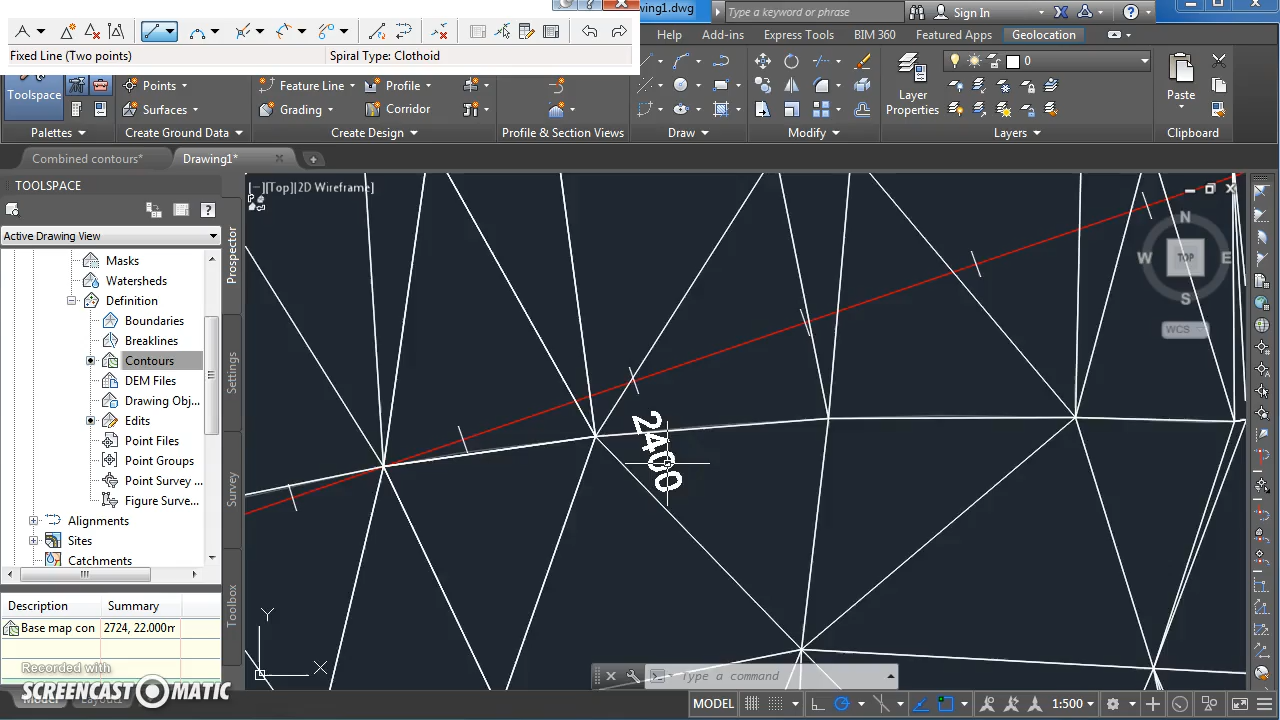 wing1.dwg
Type a keyword or phrase
Sign In
Fixed Line (Two points)
Spiral Type: Clothoid
Help
Add-ins
Express Tools
BIM 360
Featured Apps
Geolocation
Toolspace
Points
Surfaces
Feature Line
Grading
Profile
Corridor
Layer
Properties
0
Paste
Palettes
Create Ground Data
Create Design
Profile & Section Views
Draw
Modify
Layers
Clipboard
Combined contours*
Drawing1*
TOOLSPACE
Active Drawing View
Masks
Watersheds
Definition
Boundaries
Breaklines
Contours
DEM Files
Drawing Obj...
Edits
Point Files
Point Groups
Point Survey ...
Figure Surve...
Alignments
Sites
Catchments
Prospector
Settings
Survey
Toolbox
Description
Summary
Base map con
2724, 22.000m
Recorded with
SCREENCAST-O-MATIC
Model
Layout1
[−][Top][2D Wireframe]
N
W
TOP
E
S
WCS
2400
Y
X
Type a command
MODEL
1:500